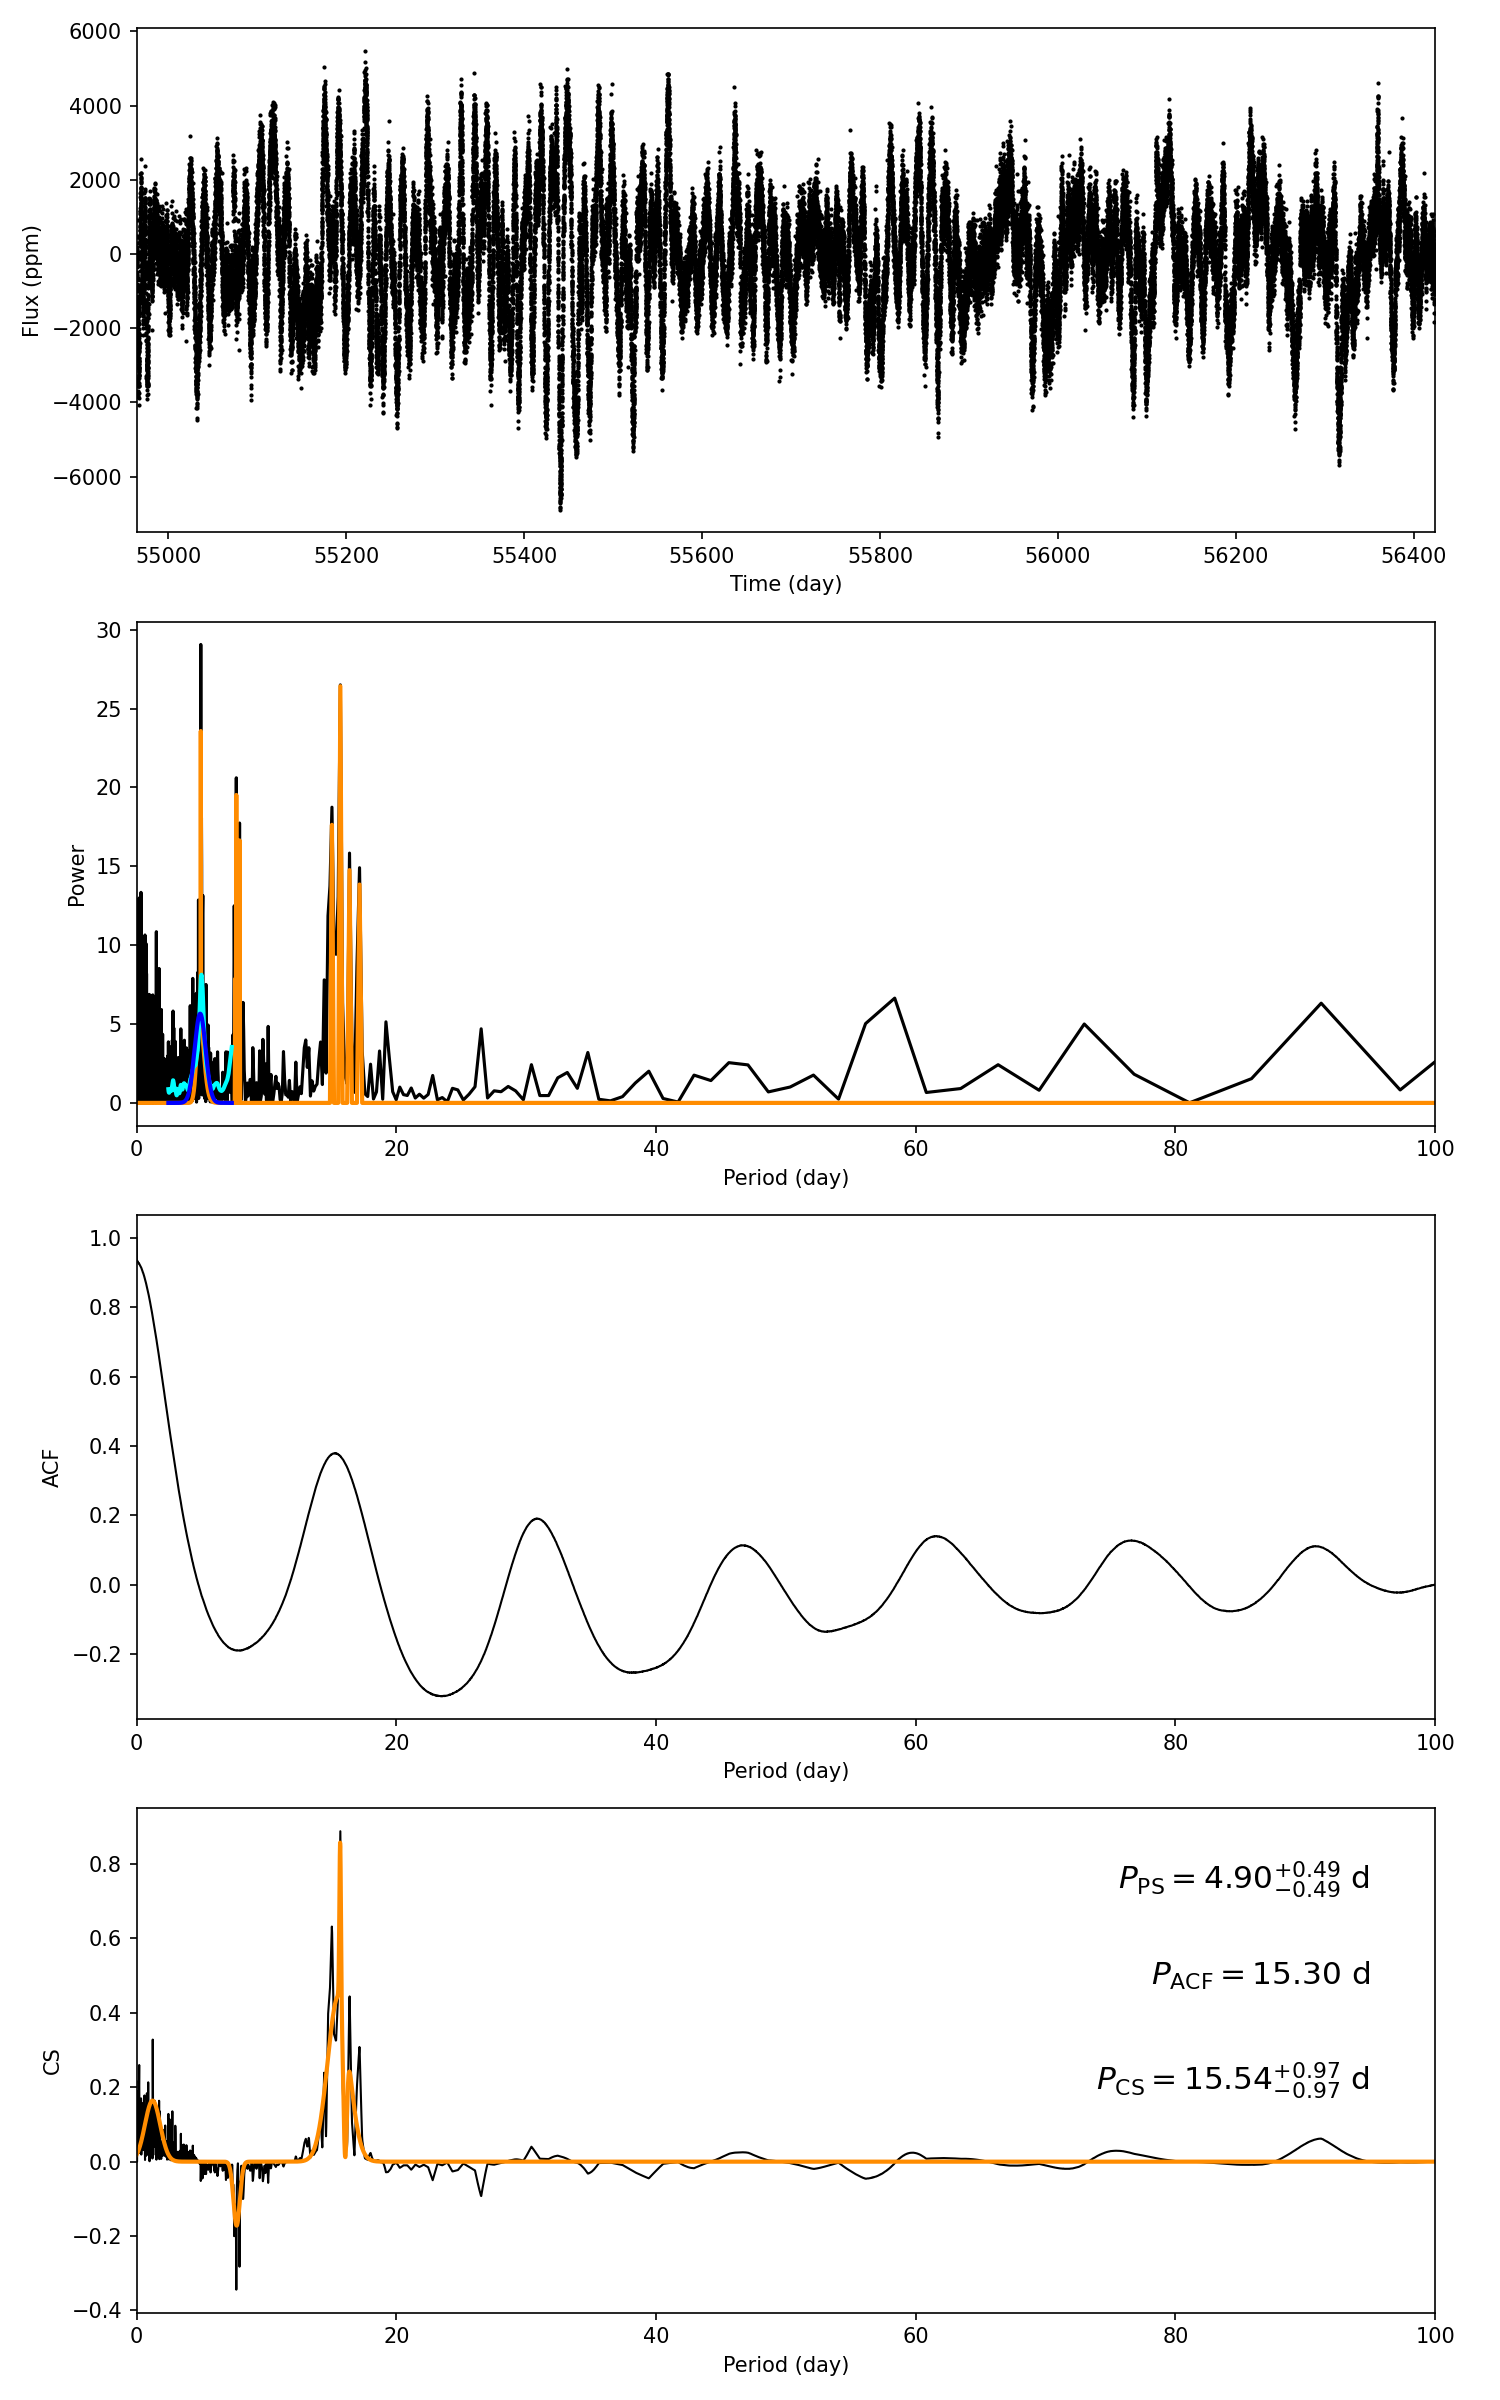 6000
4000
2000
0
−2000
−4000
−6000
Flux (ppm)
55000 55200 55400 55600 55800 56000 56200 56400
Time (day)
30
25
20
15
10
5
0
Power
0 20 40 60 80 100
Period (day)
1.0
0.8
0.6
0.4
0.2
0.0
−0.2
ACF
0 20 40 60 80 100
Period (day)
0.8
0.6
0.4
0.2
0.0
−0.2
−0.4
CS
P_PS = 4.90^{+0.49}_{−0.49} d
P_ACF = 15.30 d
P_CS = 15.54^{+0.97}_{−0.97} d
0 20 40 60 80 100
Period (day)